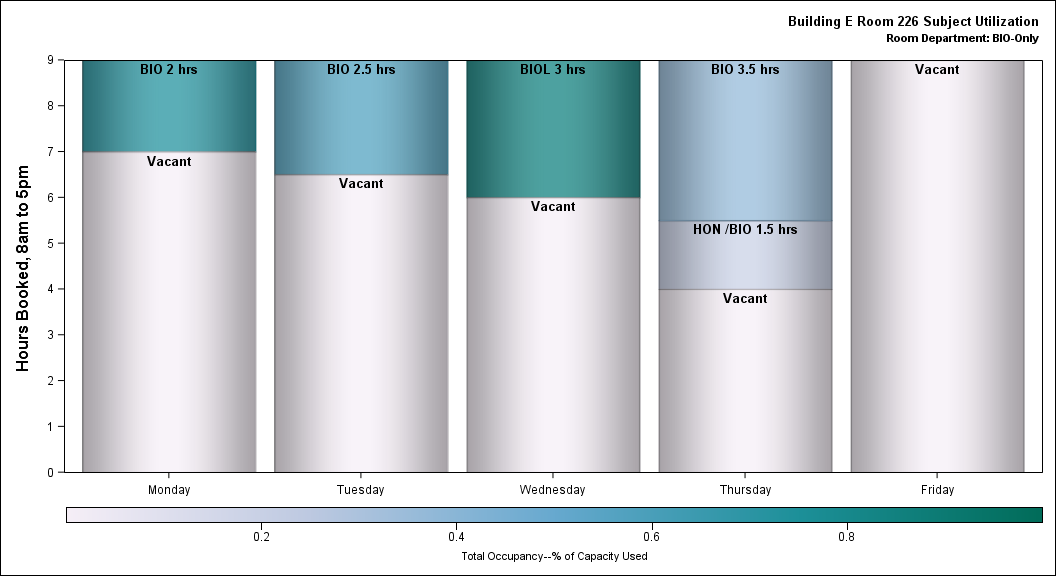 Building E Room 226 Subject Utilization
Room Department: BIO-Only
Hours Booked, 8am to 5pm
9
8
7
6
5
4
3
2
1
0
BIO 2 hrs
Vacant
BIO 2.5 hrs
Vacant
BIOL 3 hrs
Vacant
BIO 3.5 hrs
HON /BIO 1.5 hrs
Vacant
Vacant
Monday
Tuesday
Wednesday
Thursday
Friday
0.2
0.4
0.6
0.8
Total Occupancy--% of Capacity Used